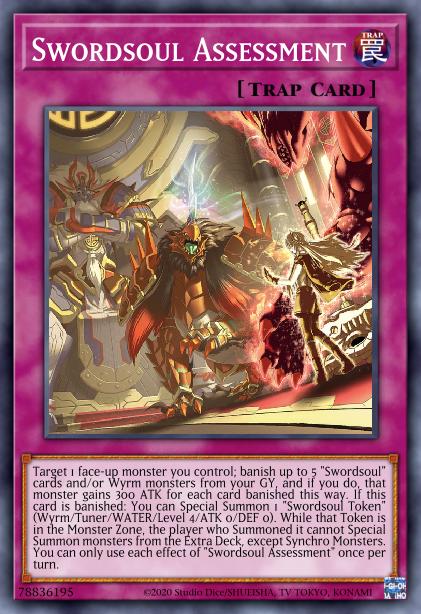 SWORDSOUL ASSESSMENT
TRAP
罠
[TRAP CARD]
Target 1 face-up monster you control; banish up to 5 "Swordsoul"
cards and/or Wyrm monsters from your GY, and if you do, that
monster gains 300 ATK for each card banished this way. If this
card is banished: You can Special Summon 1 "Swordsoul Token"
(Wyrm/Tuner/WATER/Level 4/ATK 0/DEF 0). While that Token is
in the Monster Zone, the player who Summoned it cannot Special
Summon monsters from the Extra Deck, except Synchro Monsters.
You can only use each effect of "Swordsoul Assessment" once per
turn.
78836195
©2020 Studio Dice/SHUEISHA, TV TOKYO, KONAMI